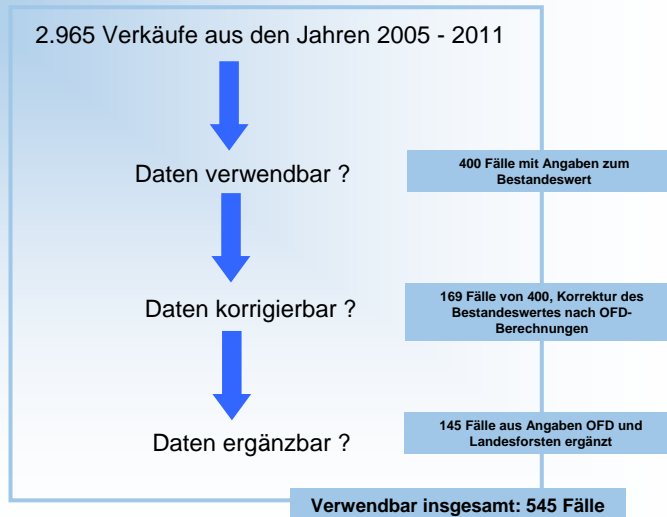 2.965 Verkäufe aus den Jahren 2005 - 2011
Daten verwendbar ?
400 Fälle mit Angaben zum
Bestandeswert
Daten korrigierbar ?
169 Fälle von 400, Korrektur des
Bestandeswertes nach OFD-
Berechnungen
Daten ergänzbar ?
145 Fälle aus Angaben OFD und
Landesforsten ergänzt
Verwendbar insgesamt: 545 Fälle